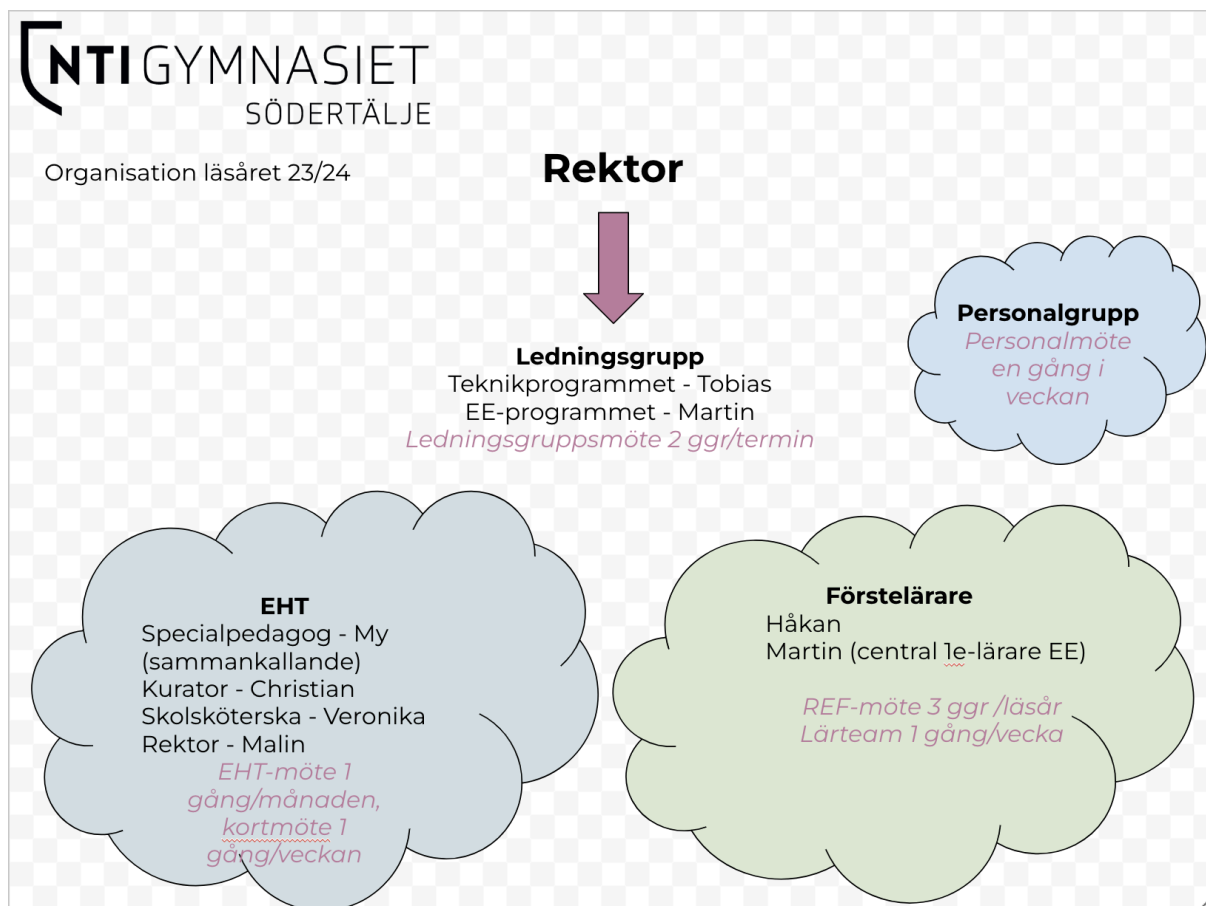 NTI GYMNASIET
SÖDERTÄLJE
Organisation läsåret 23/24
Rektor
Personalgrupp
Personalmöte
en gång i
veckan
Ledningsgrupp
Teknikprogrammet - Tobias
EE-programmet - Martin
Ledningsgruppsmöte 2 ggr/termin
EHT
Specialpedagog - My
(sammankallande)
Kurator - Christian
Skolsköterska - Veronika
Rektor - Malin
EHT-möte 1
gång/månaden,
kortmöte 1
gång/veckan
Förstelärare
Håkan
Martin (central 1e-lärare EE)
REF-möte 3 ggr /läsår
Lärteam 1 gång/vecka